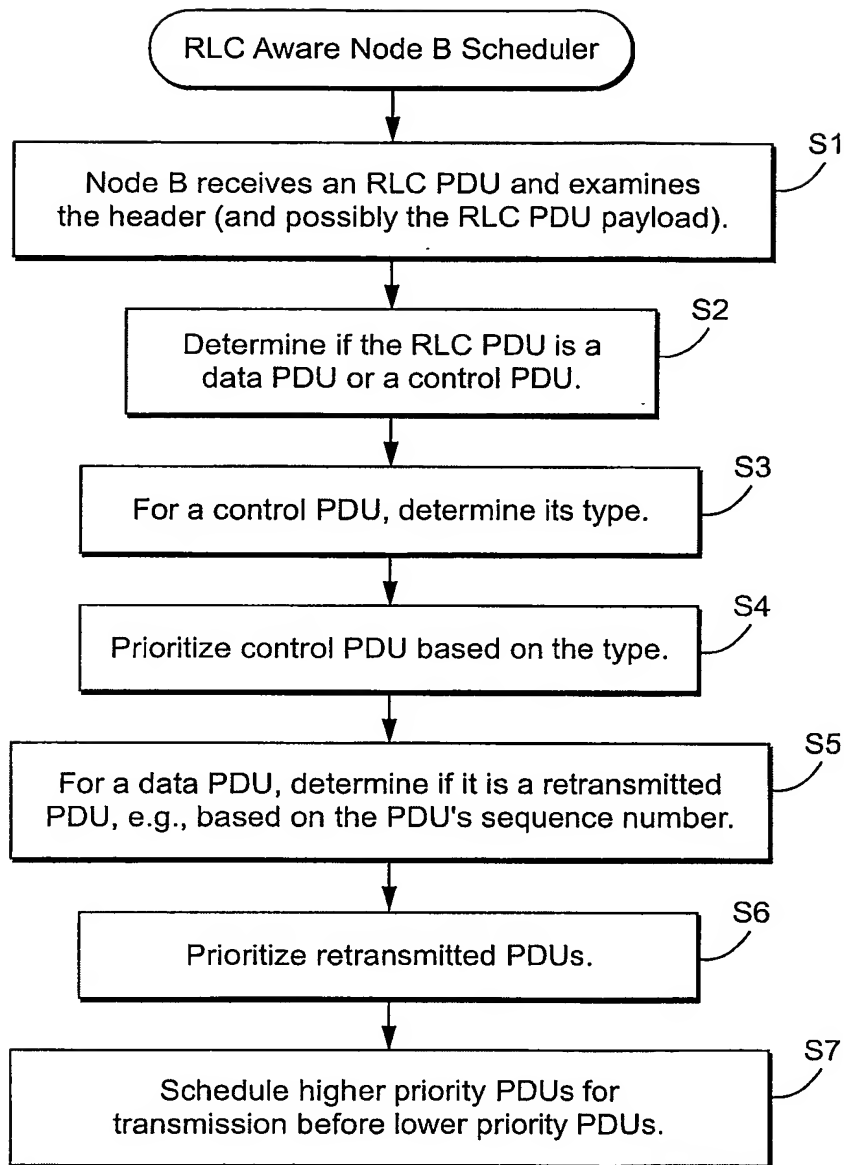 RLC Aware Node B Scheduler
S1
Node B receives an RLC PDU and examines
the header (and possibly the RLC PDU payload).
S2
Determine if the RLC PDU is a
data PDU or a control PDU.
S3
For a control PDU, determine its type.
S4
Prioritize control PDU based on the type.
S5
For a data PDU, determine if it is a retransmitted
PDU, e.g., based on the PDU's sequence number.
S6
Prioritize retransmitted PDUs.
S7
Schedule higher priority PDUs for
transmission before lower priority PDUs.